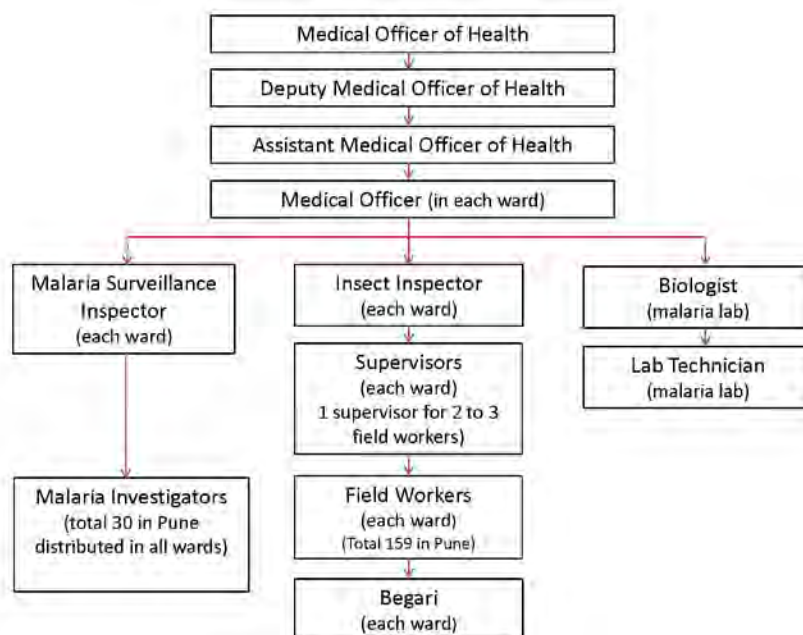 Medical Officer of Health
Deputy Medical Officer of Health
Assistant Medical Officer of Health
Medical Officer (in each ward)
Malaria Surveillance
Inspector
(each ward)
Malaria Investigators
(total 30 in Pune
distributed in all wards)
Insect Inspector
(each ward)
Supervisors
(each ward)
1 supervisor for 2 to 3
field workers)
Field Workers
(each ward)
(Total 159 in Pune)
Begari
(each ward)
Biologist
(malaria lab)
Lab Technician
(malaria lab)